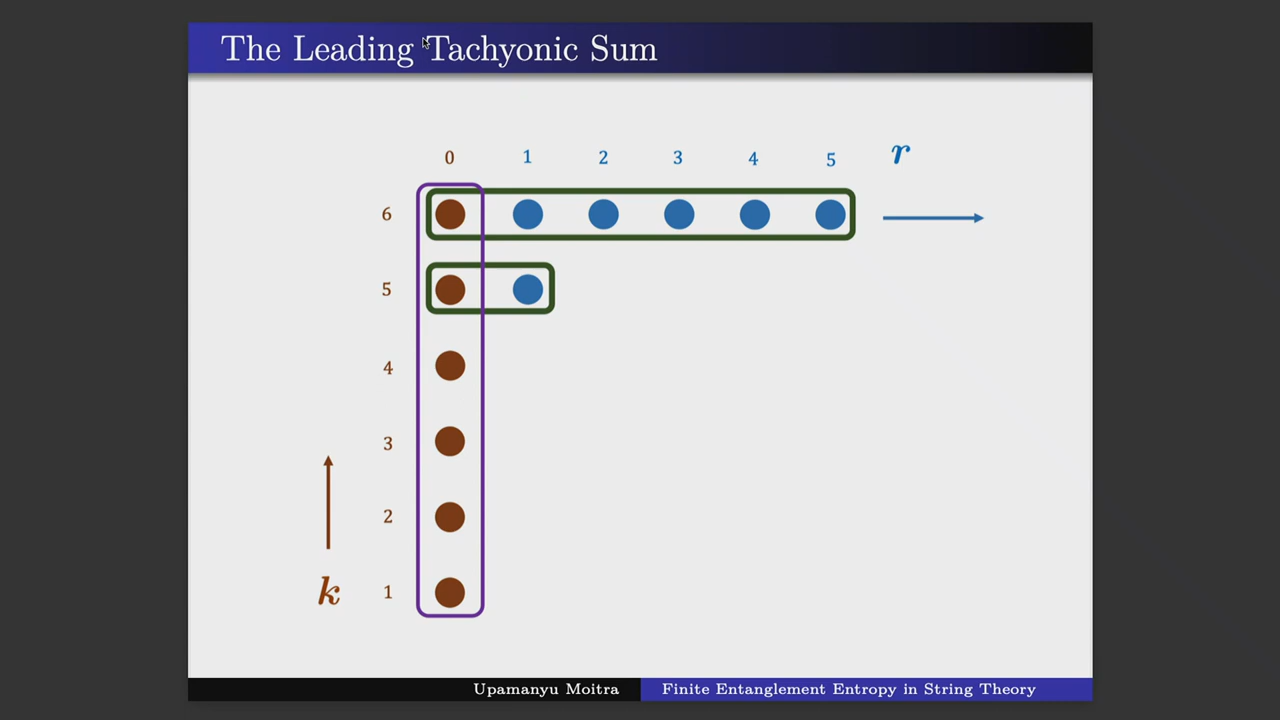 The Leading Tachyonic Sum
0 1 2 3 4 5 r
6
5
4
3
2
k 1
Upamanyu Moitra Finite Entanglement Entropy in String Theory